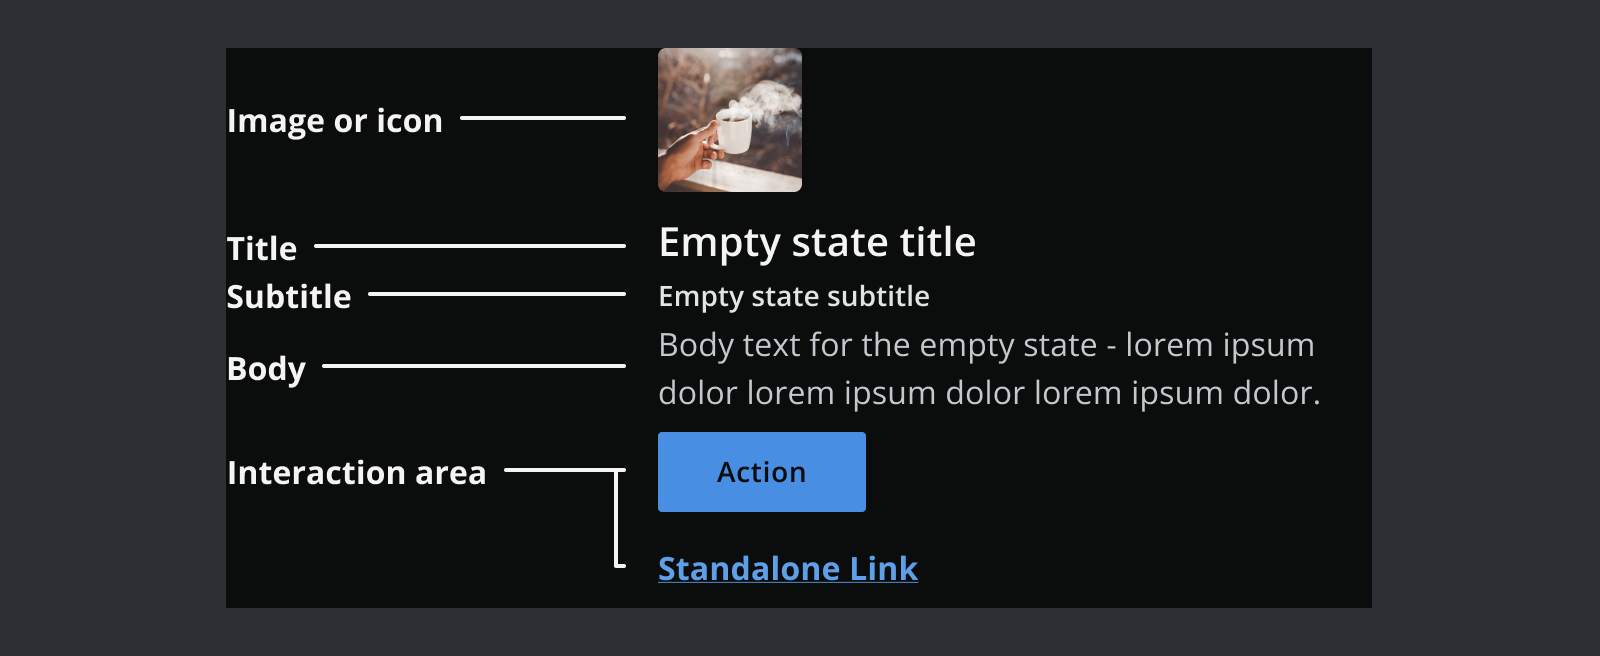 Image or icon
Title
Empty state title
Subtitle
Empty state subtitle
Body
Body text for the empty state - lorem ipsum
dolor lorem ipsum dolor lorem ipsum dolor.
Interaction area
Action
Standalone Link